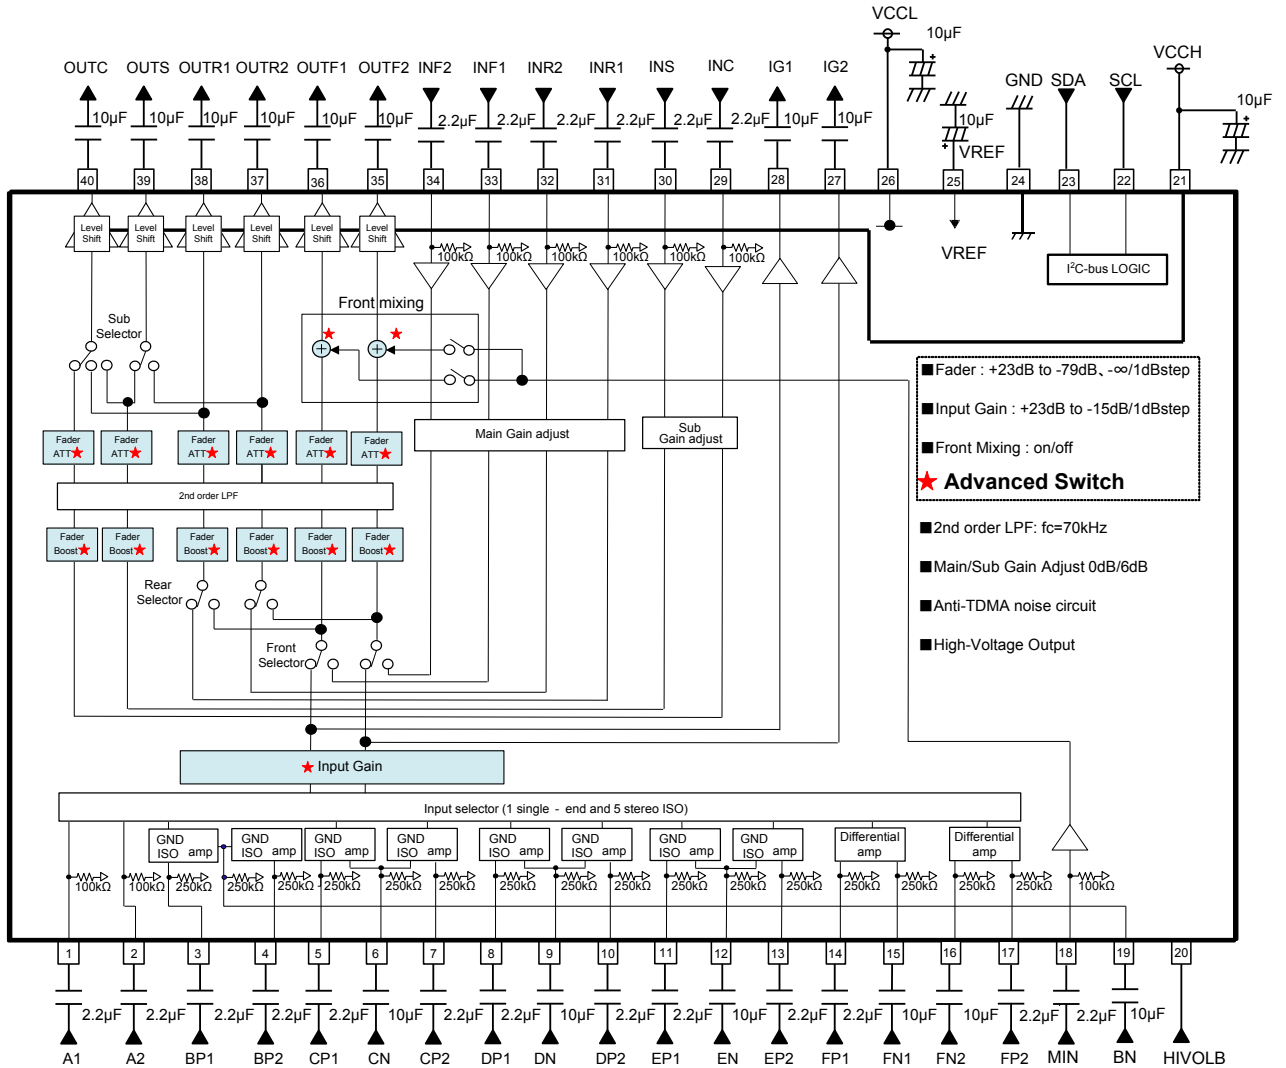 VCCL
10μF
VCCH
OUTC OUTS OUTR1 OUTR2 OUTF1 OUTF2 INF2 INF1 INR2 INR1 INS INC IG1 IG2
GND SDA SCL
10μF 10μF 10μF 10μF 10μF 10μF 2.2μF 2.2μF 2.2μF 2.2μF 2.2μF 2.2μF 10μF 10μF 10μF 10μF
VREF
40 39 38 37 36 35 34 33 32 31 30 29 28 27 26 25 24 23 22 21
Level Shift Level Shift Level Shift Level Shift Level Shift Level Shift
100kΩ 100kΩ 100kΩ 100kΩ 100kΩ 100kΩ
VREF
I²C-bus LOGIC
Front mixing
Sub
Selector
■Fader : +23dB to -79dB、-∞/1dBstep
■Input Gain : +23dB to -15dB/1dBstep
■Front Mixing : on/off
★ Advanced Switch
Main Gain adjust
Sub
Gain adjust
Fader ATT★ Fader ATT★ Fader ATT★ Fader ATT★ Fader ATT★ Fader ATT★
2nd order LPF
Fader Boost★ Fader Boost★ Fader Boost★ Fader Boost★ Fader Boost★ Fader Boost★
■2nd order LPF: fc=70kHz
■Main/Sub Gain Adjust 0dB/6dB
■Anti-TDMA noise circuit
■High-Voltage Output
Rear
Selector
Front
Selector
★ Input Gain
Input selector (1 single - end and 5 stereo ISO)
GND ISO amp GND ISO amp GND ISO amp GND ISO amp GND ISO amp GND ISO amp GND ISO amp GND ISO amp Differential amp Differential amp
100kΩ 100kΩ 250kΩ 250kΩ 250kΩ 250kΩ 250kΩ 250kΩ 250kΩ 250kΩ 250kΩ 250kΩ 250kΩ 250kΩ 250kΩ 250kΩ 250kΩ 250kΩ 100kΩ
1 2 3 4 5 6 7 8 9 10 11 12 13 14 15 16 17 18 19 20
2.2μF 2.2μF 2.2μF 2.2μF 2.2μF 10μF 2.2μF 2.2μF 10μF 2.2μF 2.2μF 10μF 2.2μF 2.2μF 10μF 10μF 2.2μF 2.2μF 10μF
A1 A2 BP1 BP2 CP1 CN CP2 DP1 DN DP2 EP1 EN EP2 FP1 FN1 FN2 FP2 MIN BN HIVOLB